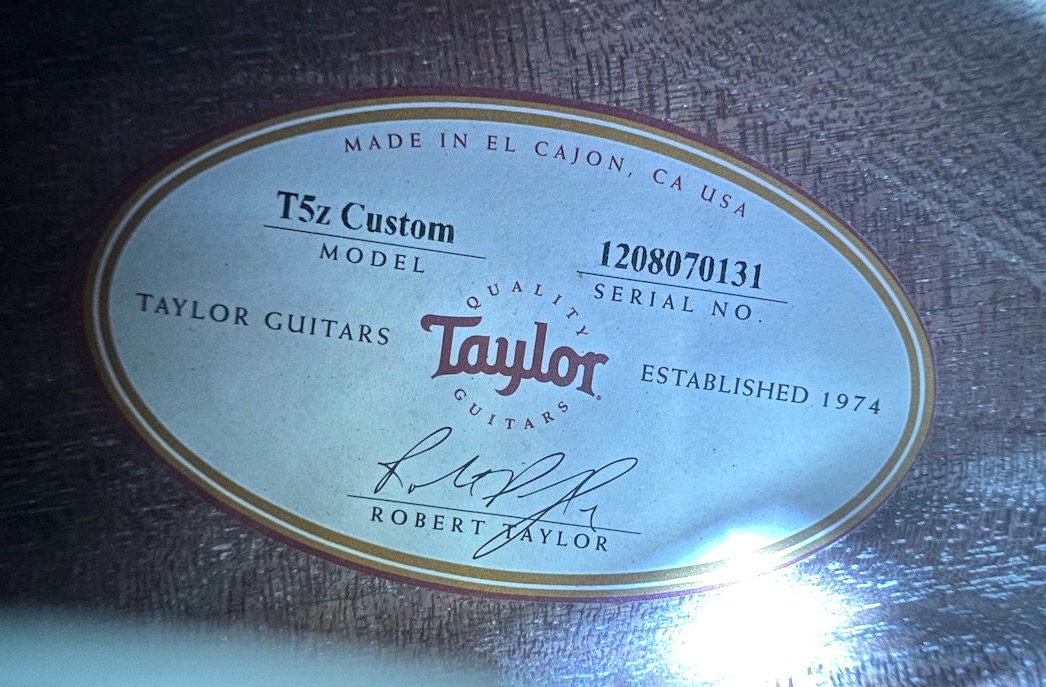 MADE IN EL CAJON, CA USA
T5z Custom
MODEL
1208070131
SERIAL NO.
TAYLOR GUITARS
QUALITY
Taylor
GUITARS
ESTABLISHED 1974
ROBERT TAYLOR